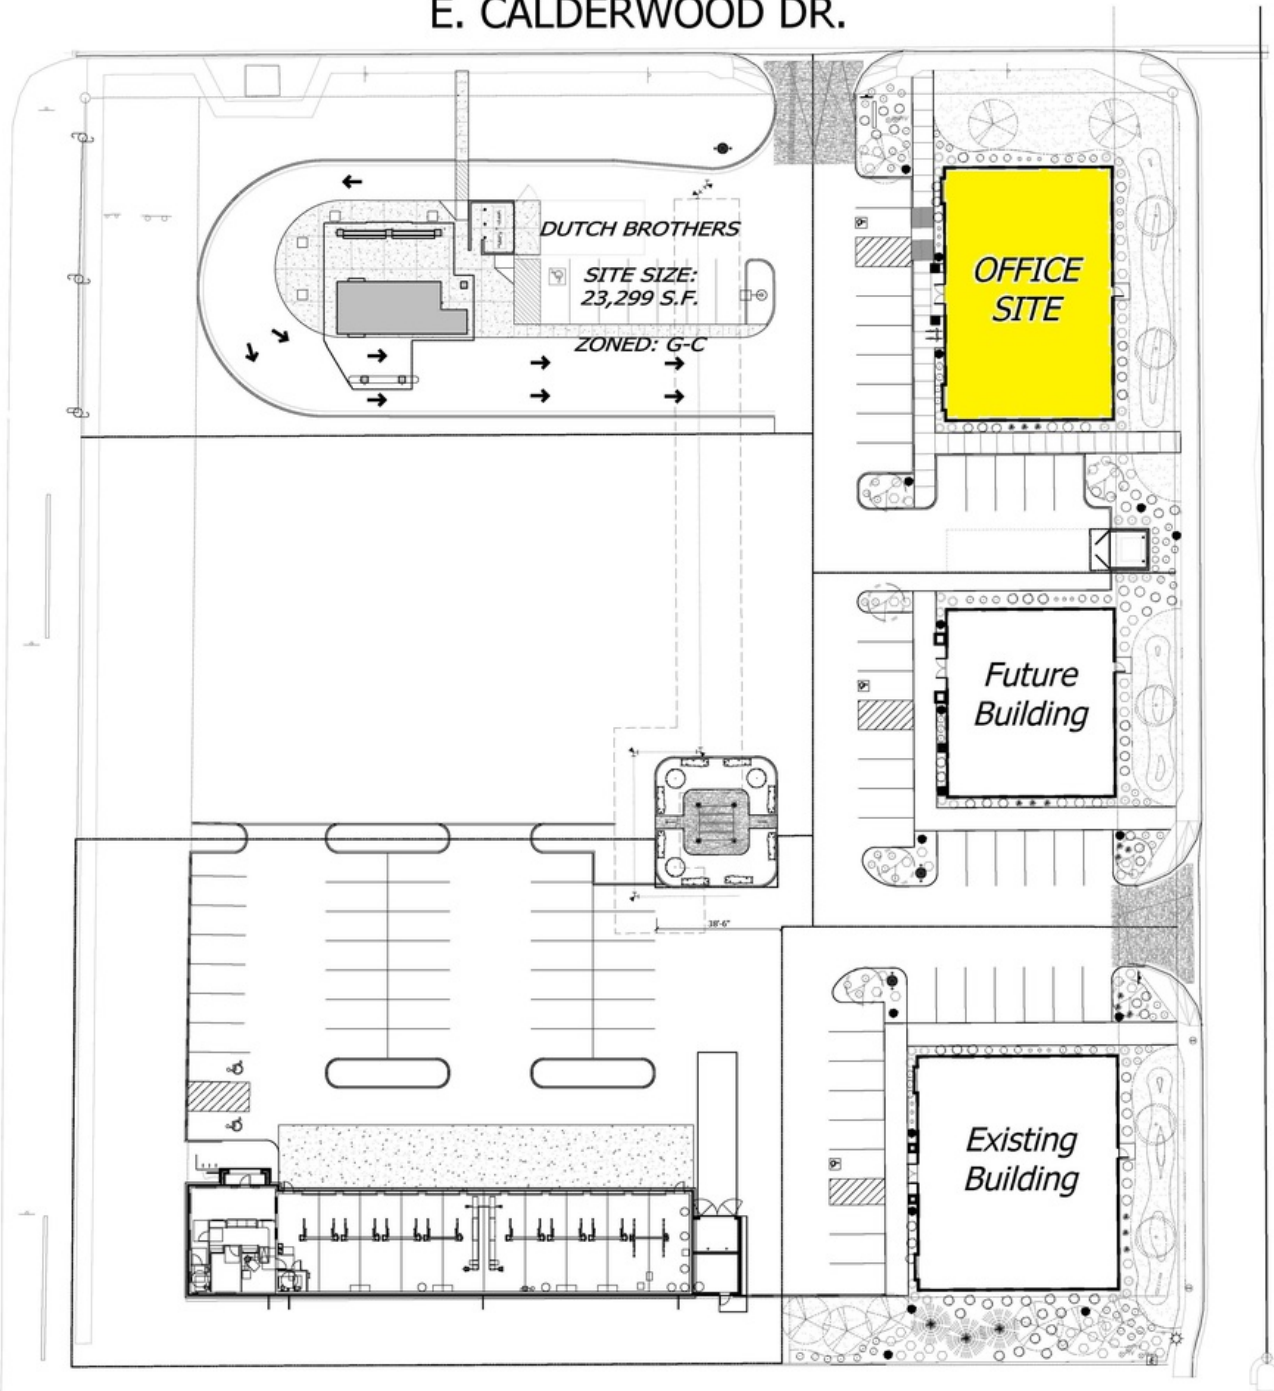 E. CALDERWOOD DR.
DUTCH BROTHERS
SITE SIZE:
23,299 S.F.
ZONED: G-C
OFFICE
SITE
Future
Building
38'-6"
Existing
Building